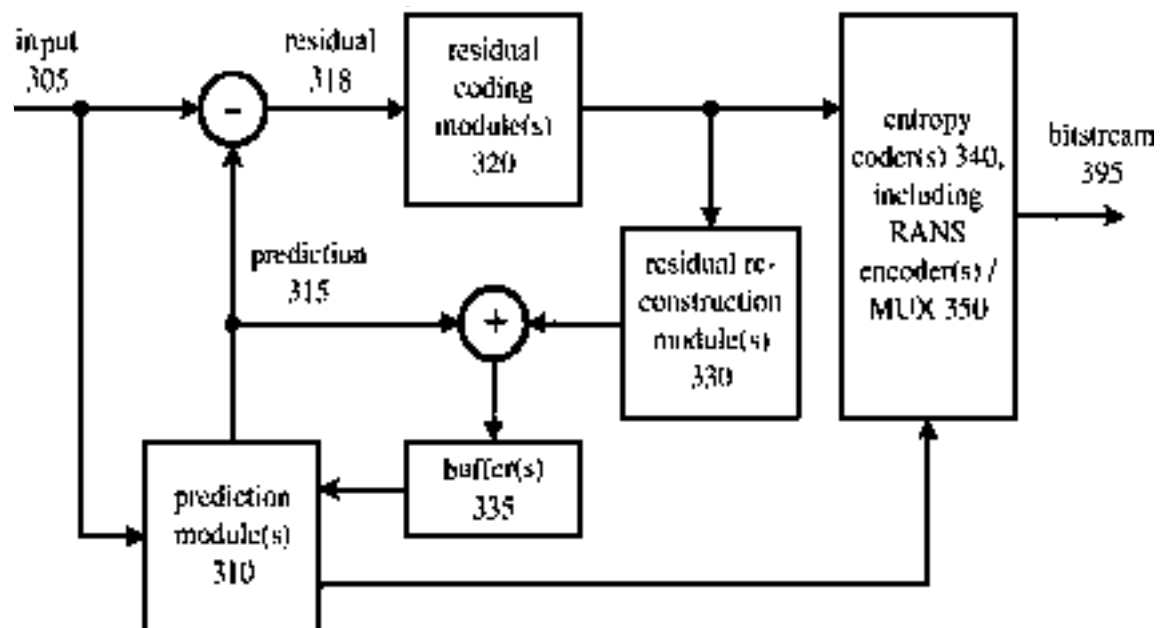 input
305
residual
318
-
residual
coding
module(s)
320
entropy
coder(s) 340,
including
RANS
encoder(s) /
MUX 350
bitstream
395
prediction
315
+
residual re-
construction
module(s)
330
buffer(s)
335
prediction
module(s)
310